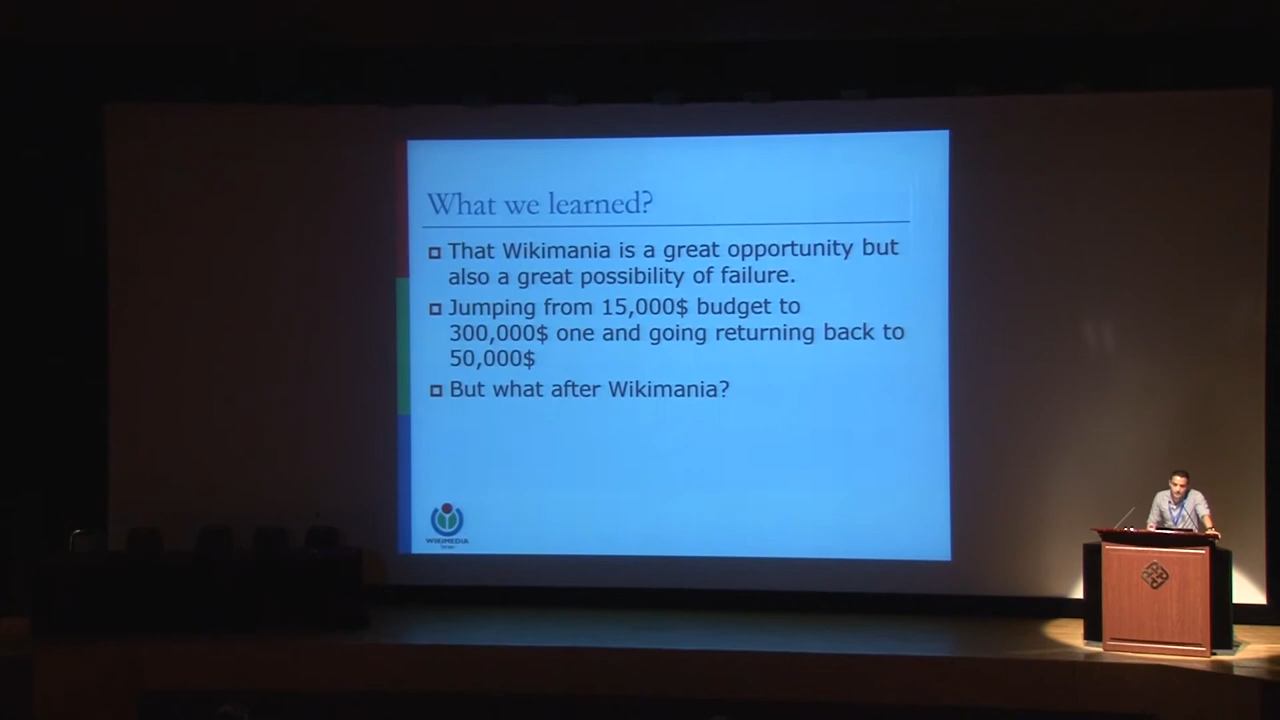 What we learned?
That Wikimania is a great opportunity but
also a great possibility of failure.
Jumping from 15,000$ budget to
300,000$ one and going returning back to
50,000$
But what after Wikimania?
WIKIMEDIA